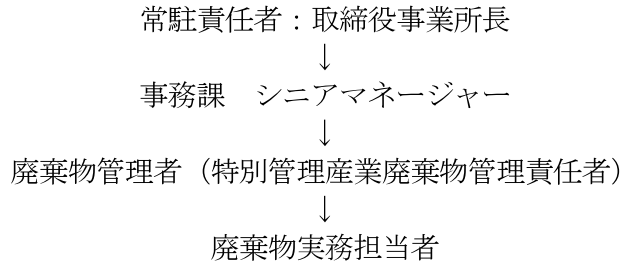 常駐責任者：取締役事業所長
↓
事務課　シニアマネージャー
↓
廃棄物管理者（特別管理産業廃棄物管理責任者）
↓
廃棄物実務担当者